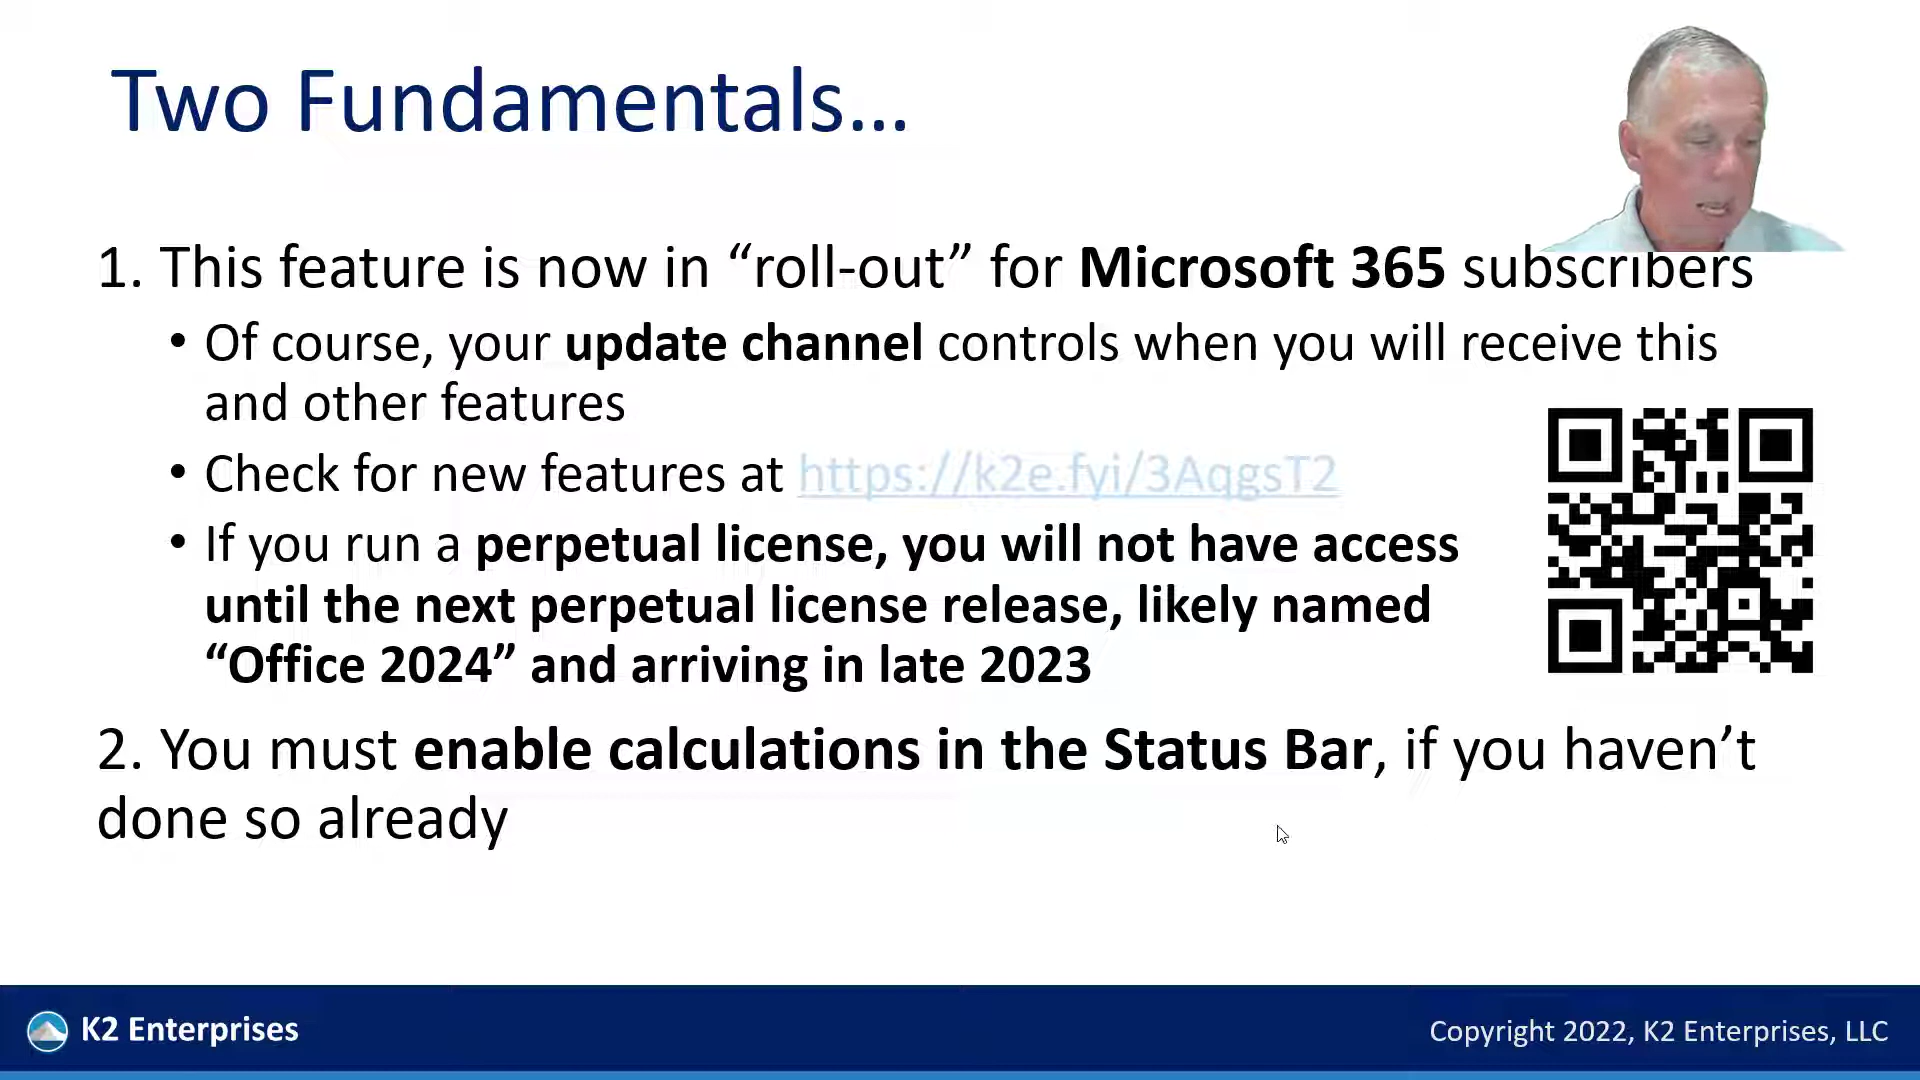 Two Fundamentals…
1. This feature is now in “roll-out” for Microsoft 365 subscribers
• Of course, your update channel controls when you will receive this
and other features
• Check for new features at https://k2e.fyi/3AqgsT2
• If you run a perpetual license, you will not have access
until the next perpetual license release, likely named
“Office 2024” and arriving in late 2023
2. You must enable calculations in the Status Bar, if you haven’t
done so already
K2 Enterprises
Copyright 2022, K2 Enterprises, LLC